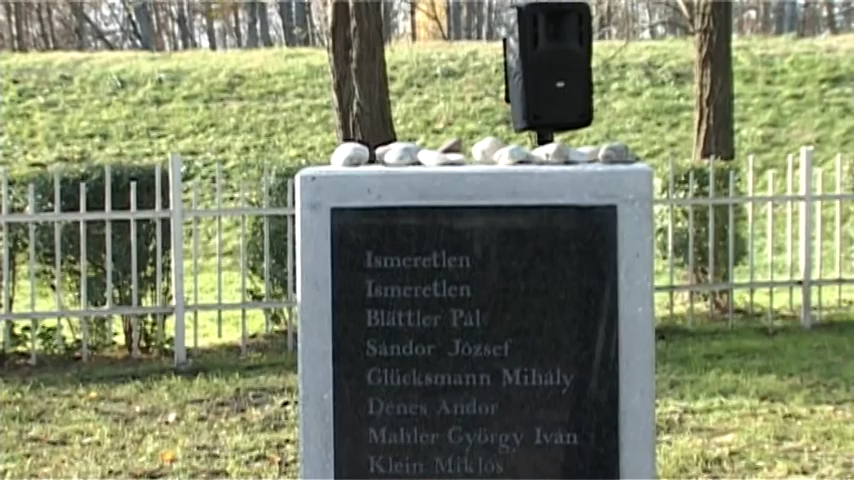 Ismeretlen
Ismeretlen
Blättler Pál
Sándor József
Glücksmann Mihály
Dénes Andor
Mahler György Iván
Klein Miklós